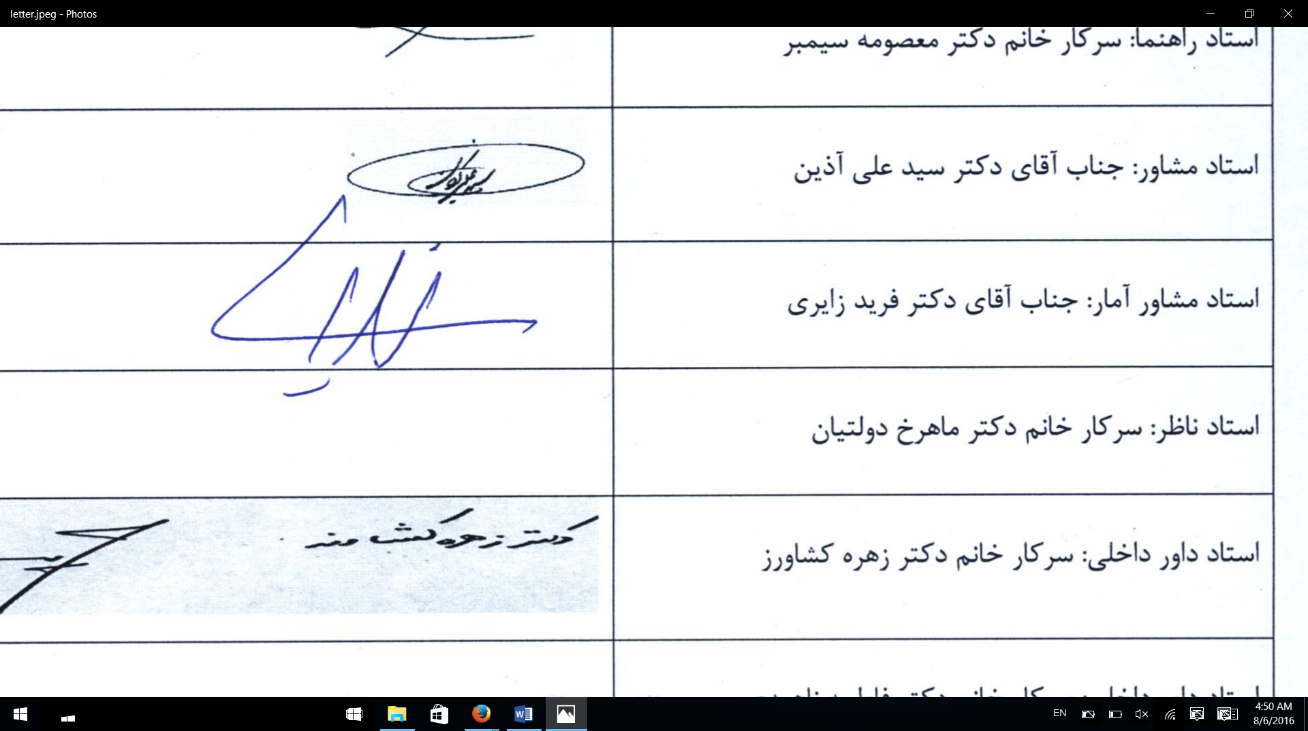 letter.jpeg - Photos
استاد راهنما: سرکار خانم دکتر معصومه سیمبر
استاد مشاور: جناب آقای دکتر سید علی آذین
استاد مشاور آمار: جناب آقای دکتر فرید زایری
استاد ناظر: سرکار خانم دکتر ماهرخ دولتیان
استاد داور داخلی: سرکار خانم دکتر زهره کشاورز
دکتر زهره
EN
4:50 AM
8/6/2016